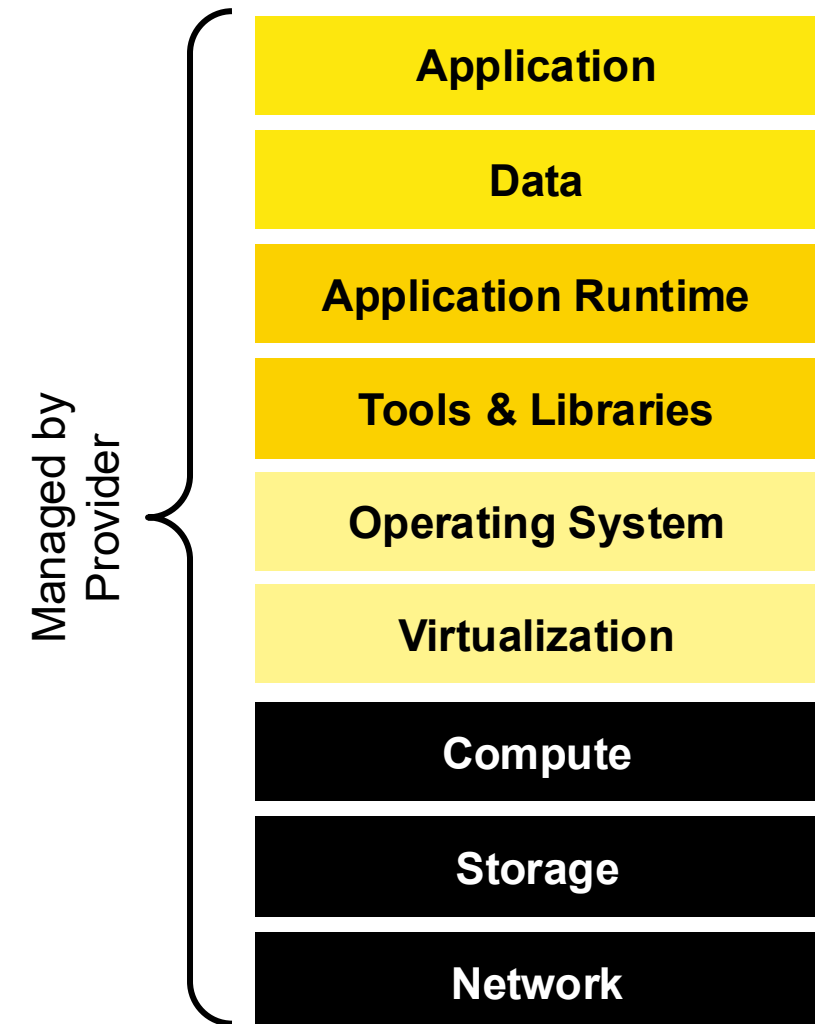 Managed by
Provider
Application
Data
Application Runtime
Tools & Libraries
Operating System
Virtualization
Compute
Storage
Network